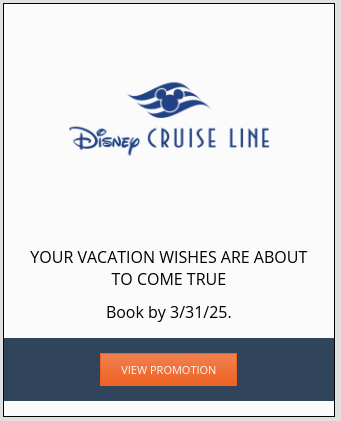 Disney CRUISE LINE
YOUR VACATION WISHES ARE ABOUT
TO COME TRUE
Book by 3/31/25.
VIEW PROMOTION